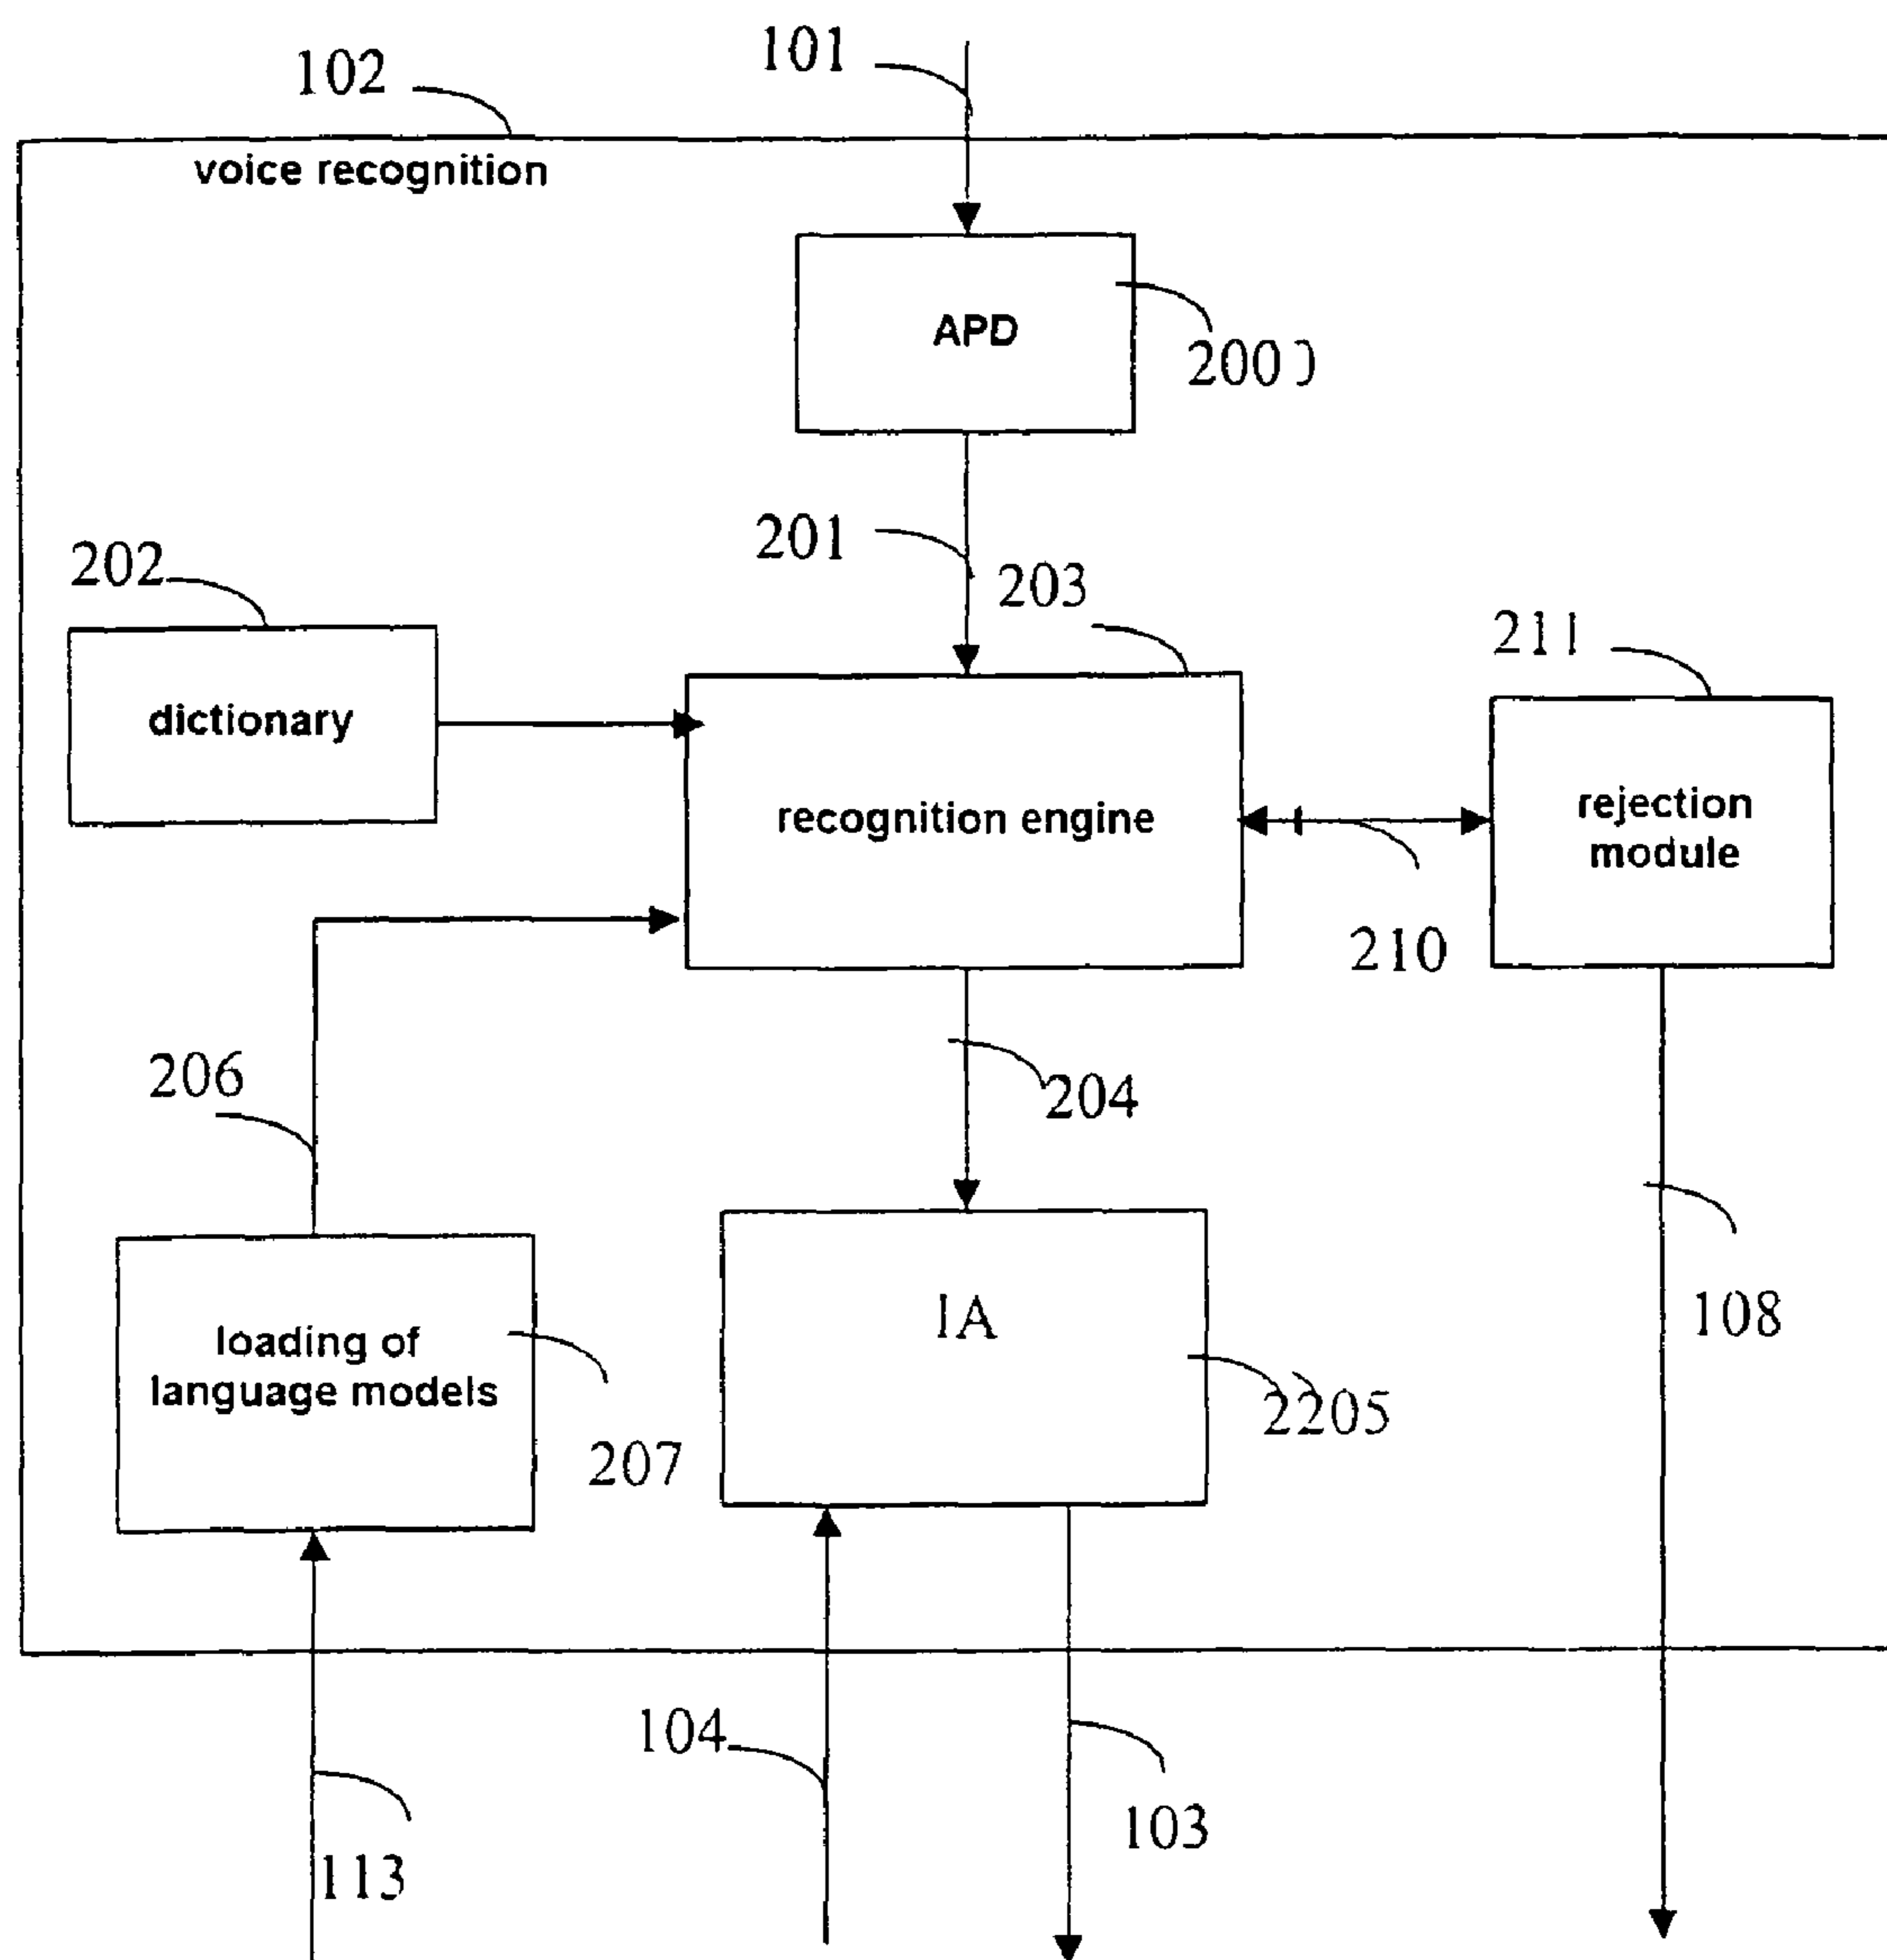 101
102
voice recognition
APD
200
201
203
202
211
dictionary
recognition engine
rejection
module
210
206
204
108
IA
loading of
language models
2205
207
104
103
113